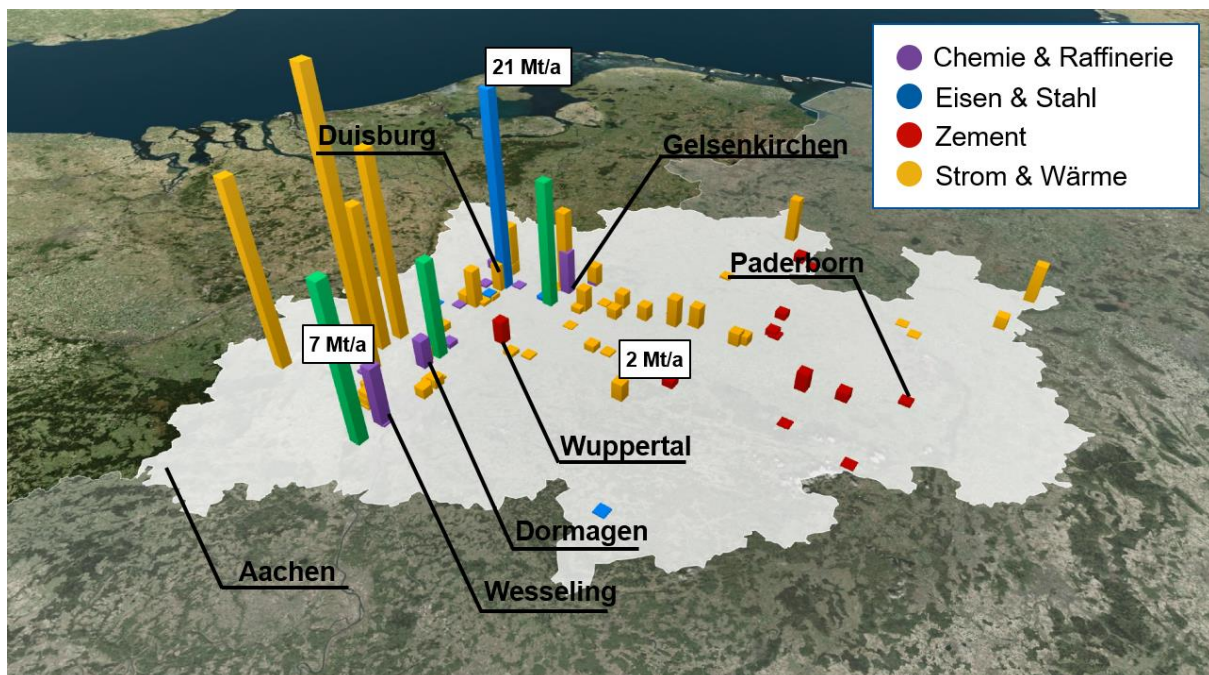 21 Mt/a
Chemie & Raffinerie
Eisen & Stahl
Zement
Strom & Wärme
Duisburg
Gelsenkirchen
Paderborn
7 Mt/a
2 Mt/a
Wuppertal
Dormagen
Aachen
Wesseling